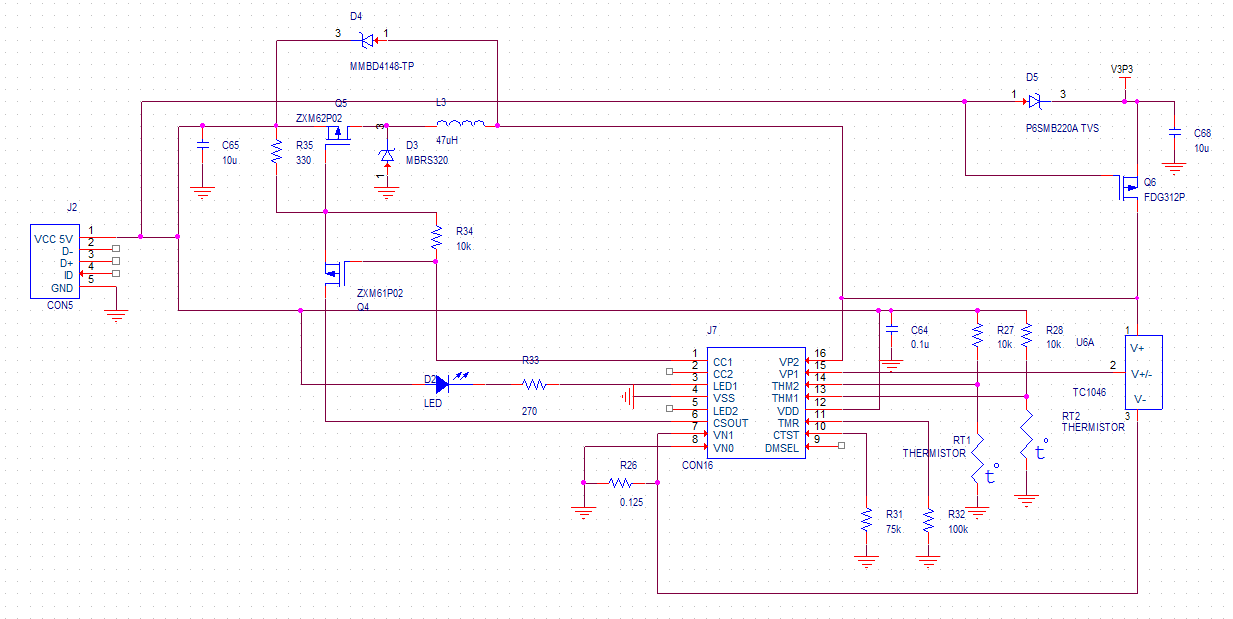 D4
3 1
MMBD4148-TP
Q5
ZXM62P02
L3
47uH
D5
1 3
P6SMB220A TVS
V3P3
C65
10u
R35
330
3
D3
MBRS320
1
C68
10u
Q6
FDG312P
J2
VCC 5V 1
D- 2
D+ 3
ID 4
GND 5
CON5
R34
10k
ZXM61P02
Q4
C64
0.1u
R27
10k
R28
10k
U6A
1
V+
2 V+/-
V-
3
TC1046
J7
1 CC1 VP2 16
2 CC2 VP1 15
3 LED1 THM2 14
4 VSS THM1 13
5 LED2 VDD 12
6 CSOUT TMR 11
7 VN1 CTST 10
8 VN0 DMSEL 9
CON16
D2
LED
R33
270
R26
0.125
RT1
THERMISTOR
t°
RT2
THERMISTOR
t°
R31
75k
R32
100k